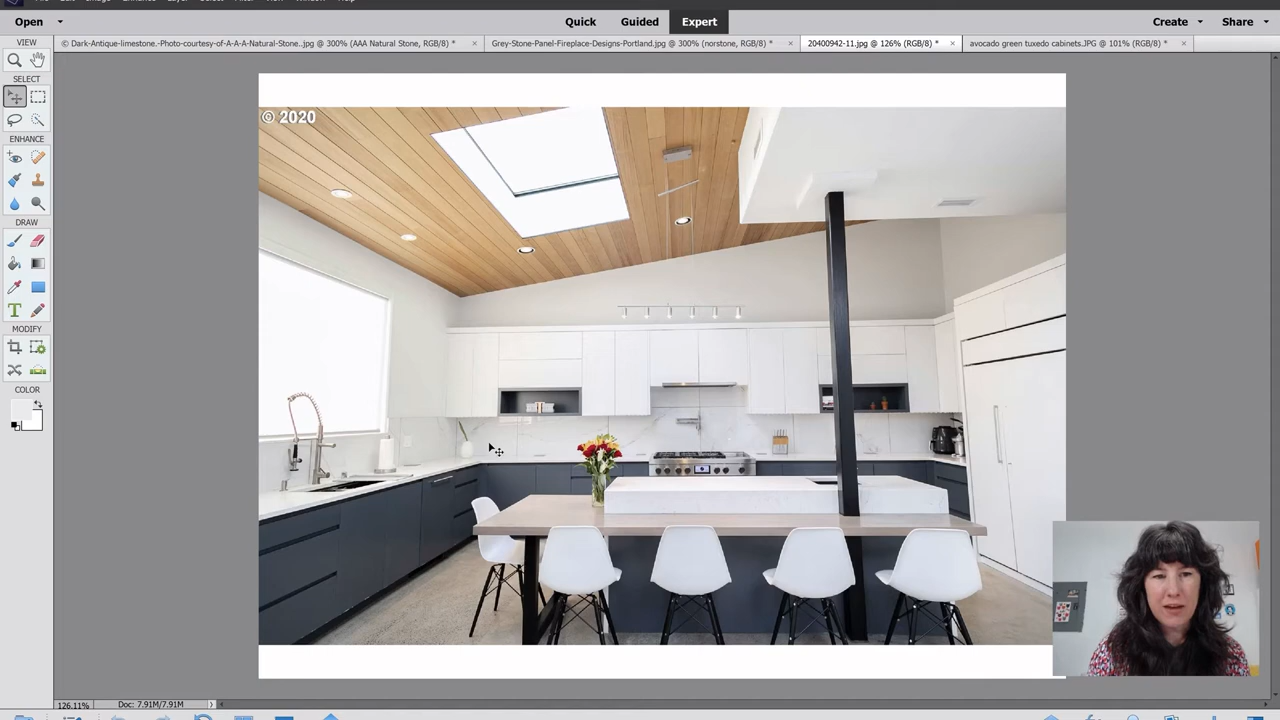 Open
Quick
Guided
Expert
Create
Share
© Dark-Antique-limestone.-Photo-courtesy-of-A-A-A-Natural-Stone..jpg @ 300% (AAA Natural Stone, RGB/8) *
Grey-Stone-Panel-Fireplace-Designs-Portland.jpg @ 300% (norstone, RGB/8) *
20400942-11.jpg @ 126% (RGB/8) *
avocado green tuxedo cabinets.JPG @ 101% (RGB/8) *
VIEW
SELECT
ENHANCE
DRAW
MODIFY
COLOR
© 2020
126.11%
Doc: 7.91M/7.91M